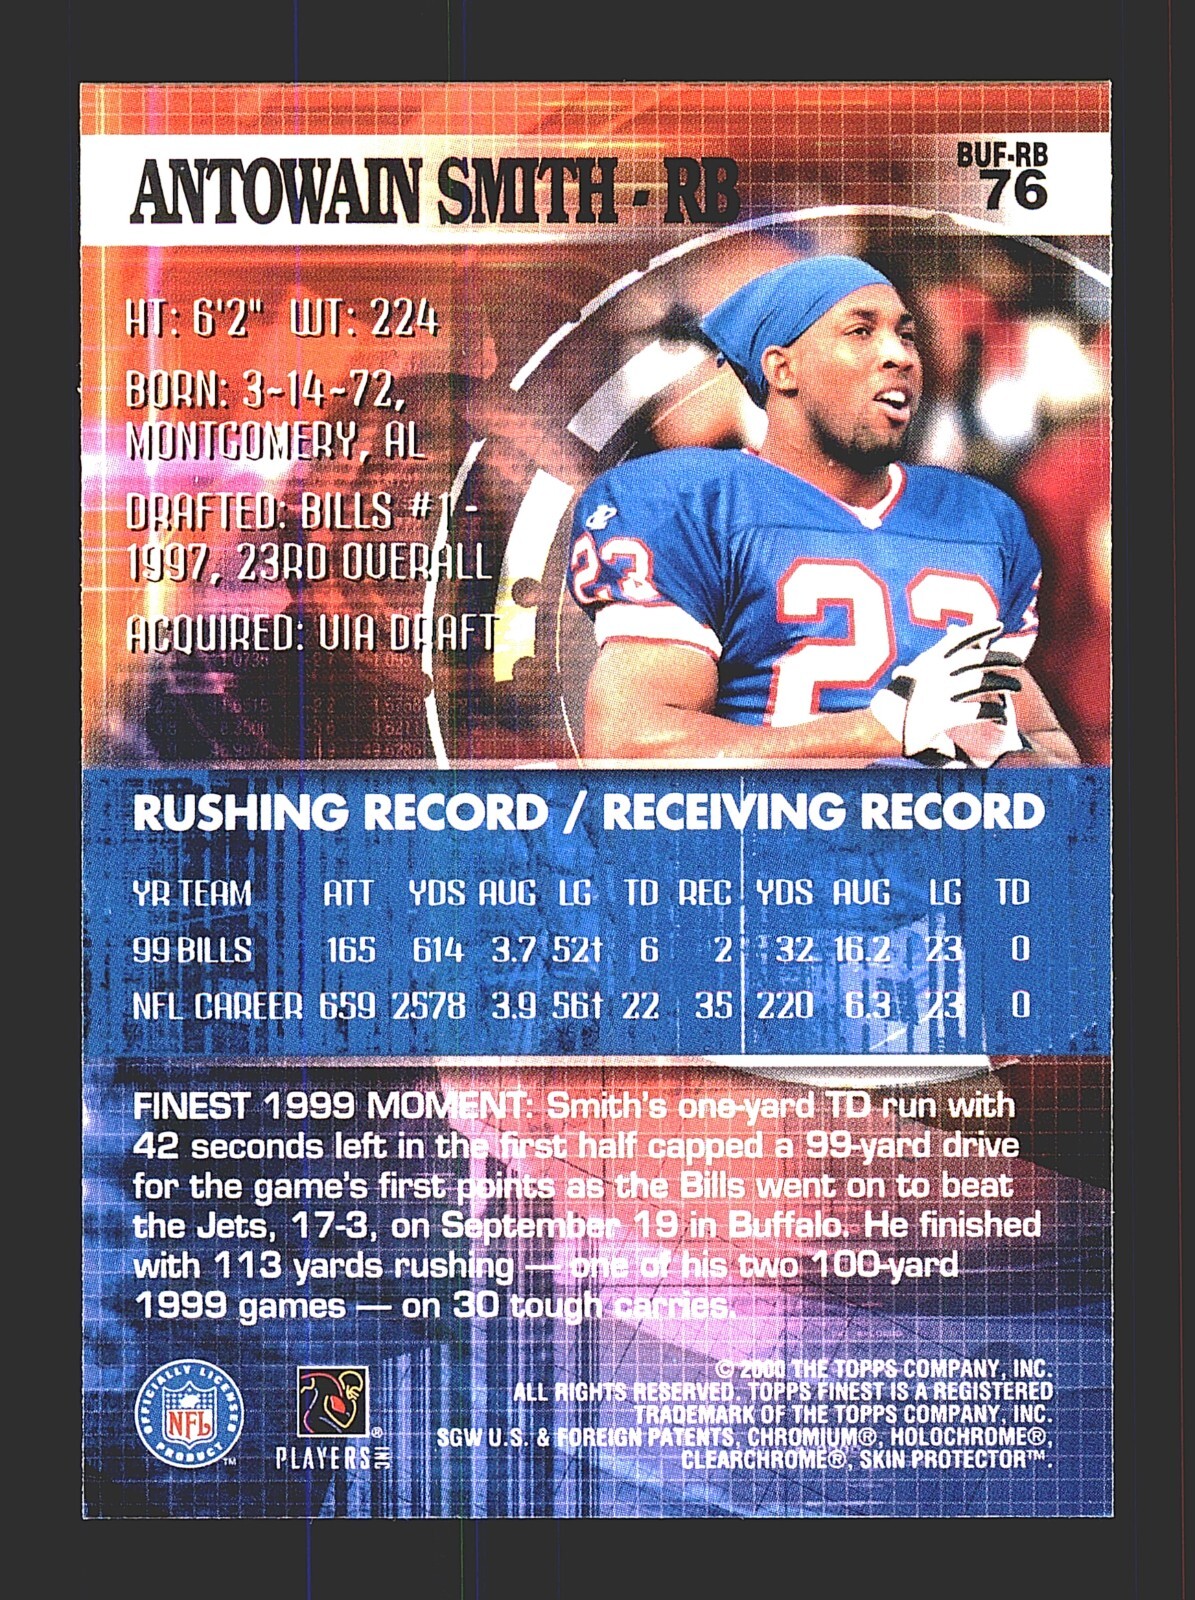 ANTOWAIN SMITH · RB
BUF-RB
76
HT: 6'2" WT: 224
BORN: 3-14-72,
MONTGOMERY, AL
DRAFTED: BILLS #1 -
1997, 23RD OVERALL
ACQUIRED: VIA DRAFT
23
23
RUSHING RECORD / RECEIVING RECORD
YR TEAM ATT YDS AVG LG TD REC YDS AVG LG TD
99 BILLS 165 614 3.7 52† 6 2 32 16.2 23 0
NFL CAREER 659 2578 3.9 56† 22 35 220 6.3 23 0
FINEST 1999 MOMENT: Smith's one-yard TD run with
42 seconds left in the first half capped a 99-yard drive
for the game's first points as the Bills went on to beat
the Jets, 17-3, on September 19 in Buffalo. He finished
with 113 yards rushing — one of his two 100-yard
1999 games — on 30 tough carries.
OFFICIALLY LICENSED
NFL
PRODUCT ™
PLAYERS INC ®
© 2000 THE TOPPS COMPANY, INC.
ALL RIGHTS RESERVED. TOPPS FINEST IS A REGISTERED
TRADEMARK OF THE TOPPS COMPANY, INC.
SGW U.S. & FOREIGN PATENTS, CHROMIUM®, HOLOCHROME®,
CLEARCHROME®, SKIN PROTECTOR™.